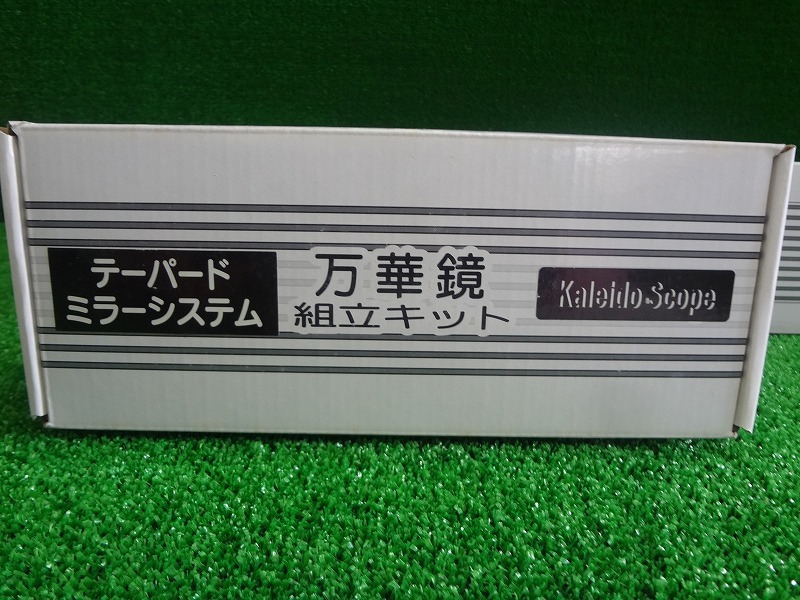 テーパード
ミラーシステム
万華鏡
組立キット
Kaleido Scope